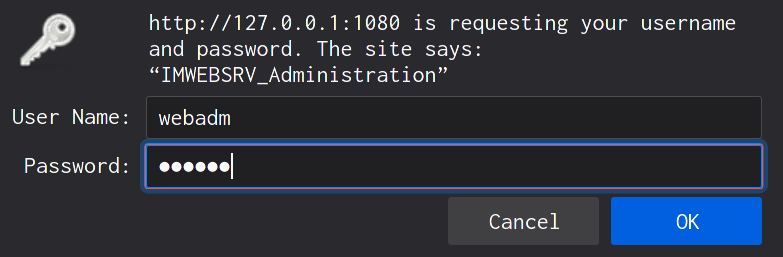 http://127.0.0.1:1080 is requesting your username
and password. The site says:
“IMWEBSRV_Administration”
User Name: webadm
Password: ●●●●●●
Cancel OK